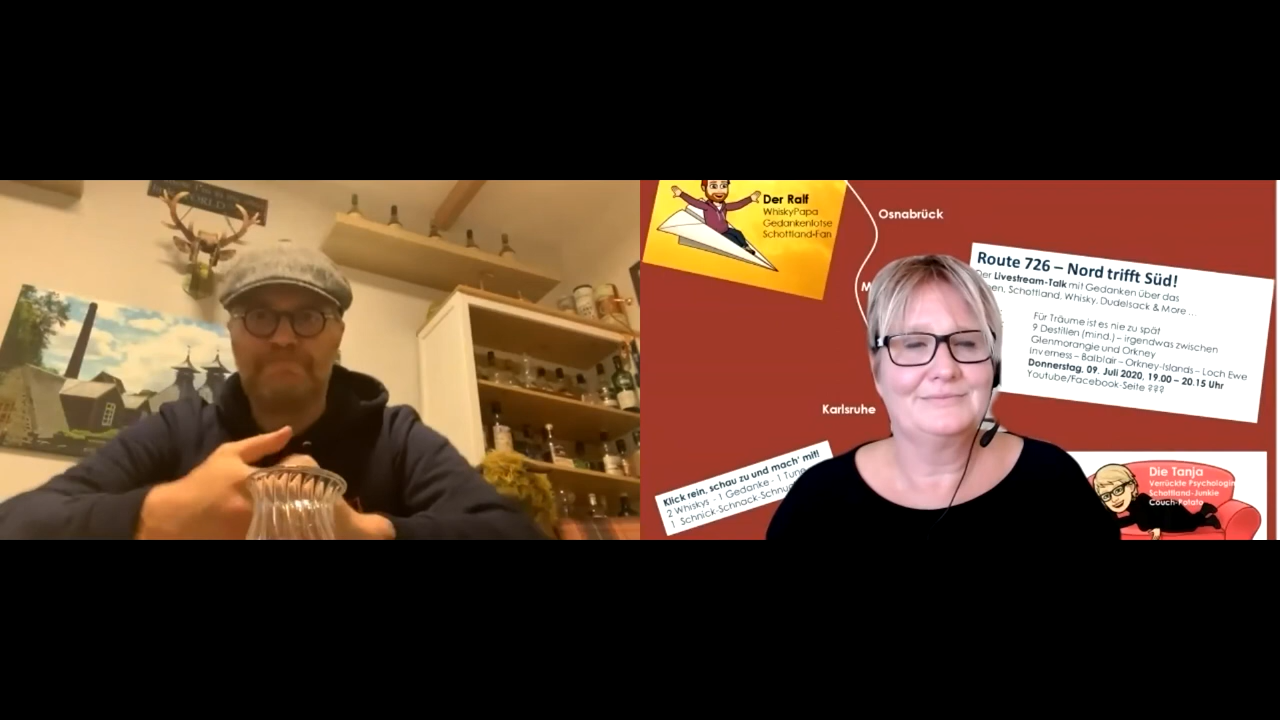 WORLD
Der Ralf
WhiskyPapa
Gedankenlotse
Schottland-Fan
Osnabrück
M
Route 726 – Nord trifft Süd!
Der Livestream-Talk mit Gedanken über das
en, Schottland, Whisky, Dudelsack & More ...
Für Träume ist es nie zu spät
9 Destillen (mind.) – irgendwas zwischen
Glenmorangie und Orkney
Inverness – Balblair – Orkney-Islands – Loch Ewe
Donnerstag, 09. Juli 2020, 19.00 – 20.15 Uhr
Youtube/Facebook-Seite ???
Karlsruhe
Klick rein, schau zu und mach' mit!
2 Whiskys - 1 Gedanke - 1 Tune
1 Schnick-Schnack-Schnu
Die Tanja
Verrückte Psychologin
Schottland-Junkie
Couch-Potato